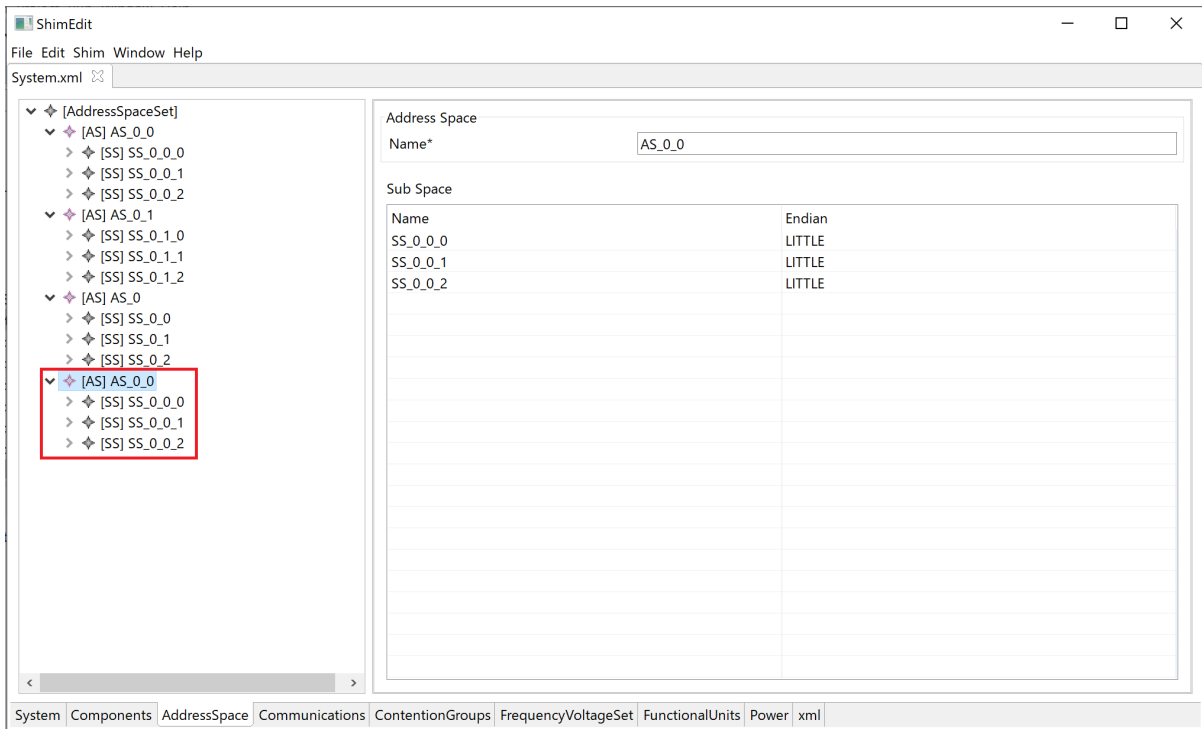 ShimEdit
File Edit Shim Window Help
System.xml
[AddressSpaceSet]
[AS] AS_0_0
[SS] SS_0_0_0
[SS] SS_0_0_1
[SS] SS_0_0_2
[AS] AS_0_1
[SS] SS_0_1_0
[SS] SS_0_1_1
[SS] SS_0_1_2
[AS] AS_0
[SS] SS_0_0
[SS] SS_0_1
[SS] SS_0_2
[AS] AS_0_0
[SS] SS_0_0_0
[SS] SS_0_0_1
[SS] SS_0_0_2
Address Space
Name* AS_0_0
Sub Space
Name Endian
SS_0_0_0 LITTLE
SS_0_0_1 LITTLE
SS_0_0_2 LITTLE
System Components AddressSpace Communications ContentionGroups FrequencyVoltageSet FunctionalUnits Power xml